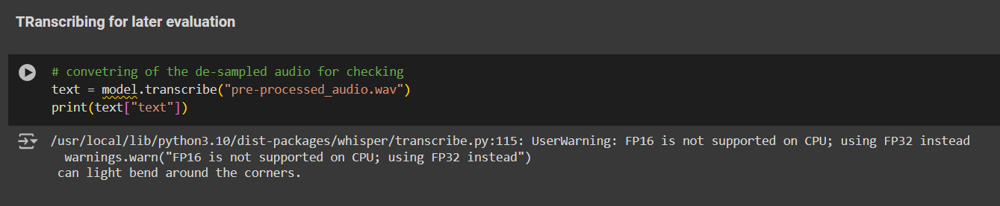 TRanscribing for later evaluation
# convetring of the de-sampled audio for checking
text = model.transcribe("pre-processed_audio.wav")
print(text["text"])
/usr/local/lib/python3.10/dist-packages/whisper/transcribe.py:115: UserWarning: FP16 is not supported on CPU; using FP32 instead
  warnings.warn("FP16 is not supported on CPU; using FP32 instead")
 can light bend around the corners.